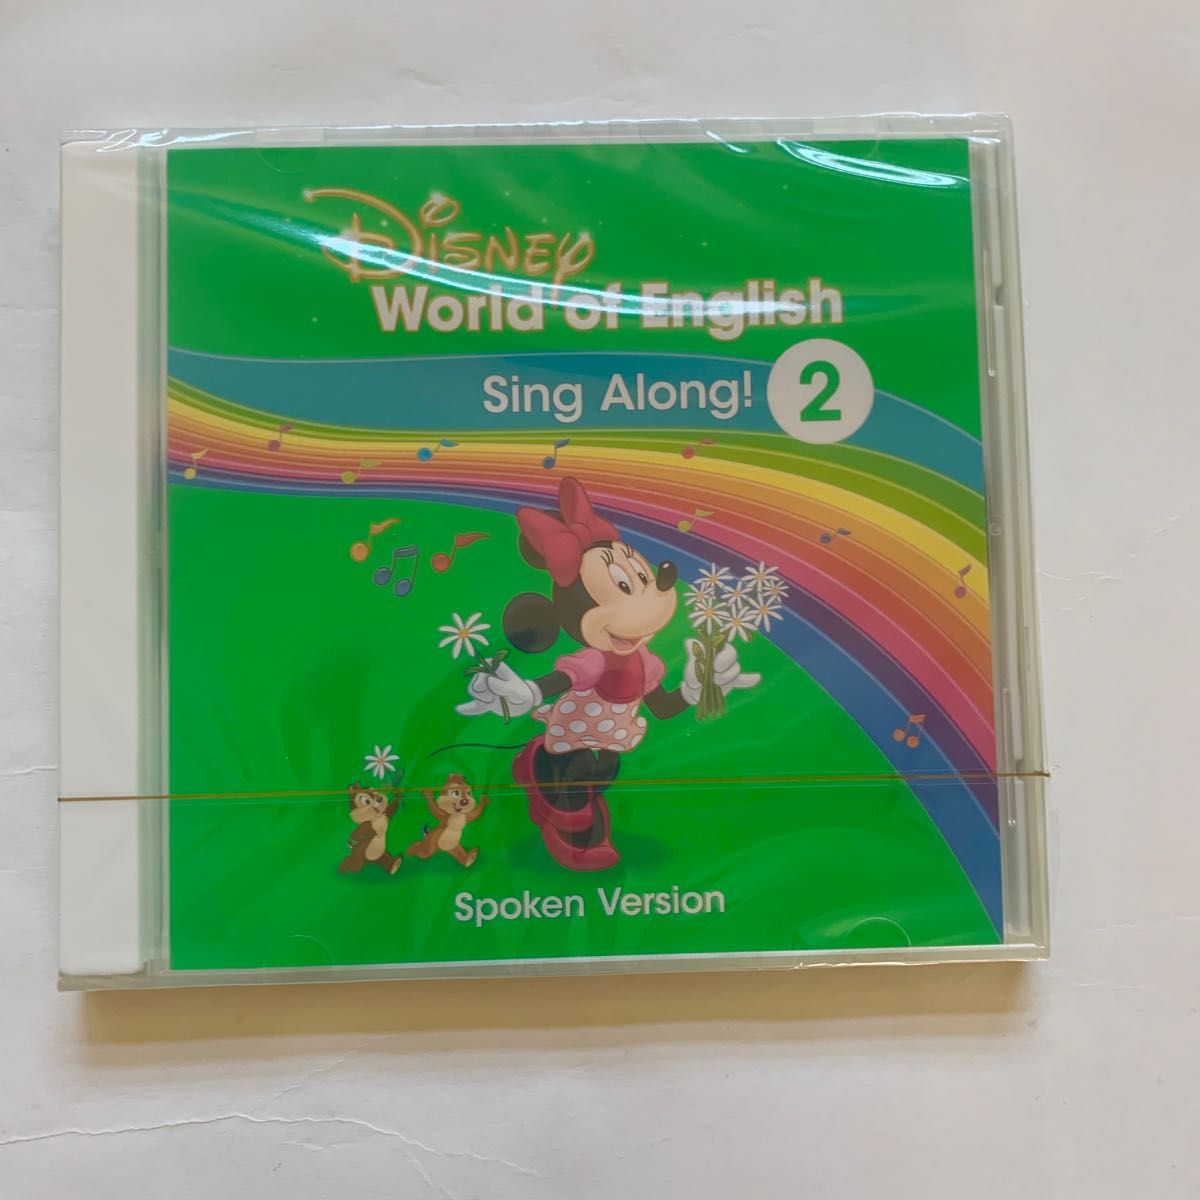 Disney
World of English
Sing Along! 2
Spoken Version